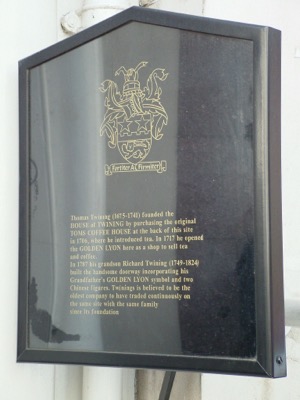 Fortiter Ac Firmiter
Thomas Twining (1675-1741) founded the
HOUSE of TWINING by purchasing the original
TOMS COFFEE HOUSE at the back of this site
in 1706, where he introduced tea. In 1717 he opened
the GOLDEN LYON here as a shop to sell tea
and coffee.
In 1787 his grandson Richard Twining (1749-1824)
built the handsome doorway incorporating his
Grandfather's GOLDEN LYON symbol and two
Chinese figures. Twinings is believed to be the
oldest company to have traded continuously on
the same site with the same family
since its foundation